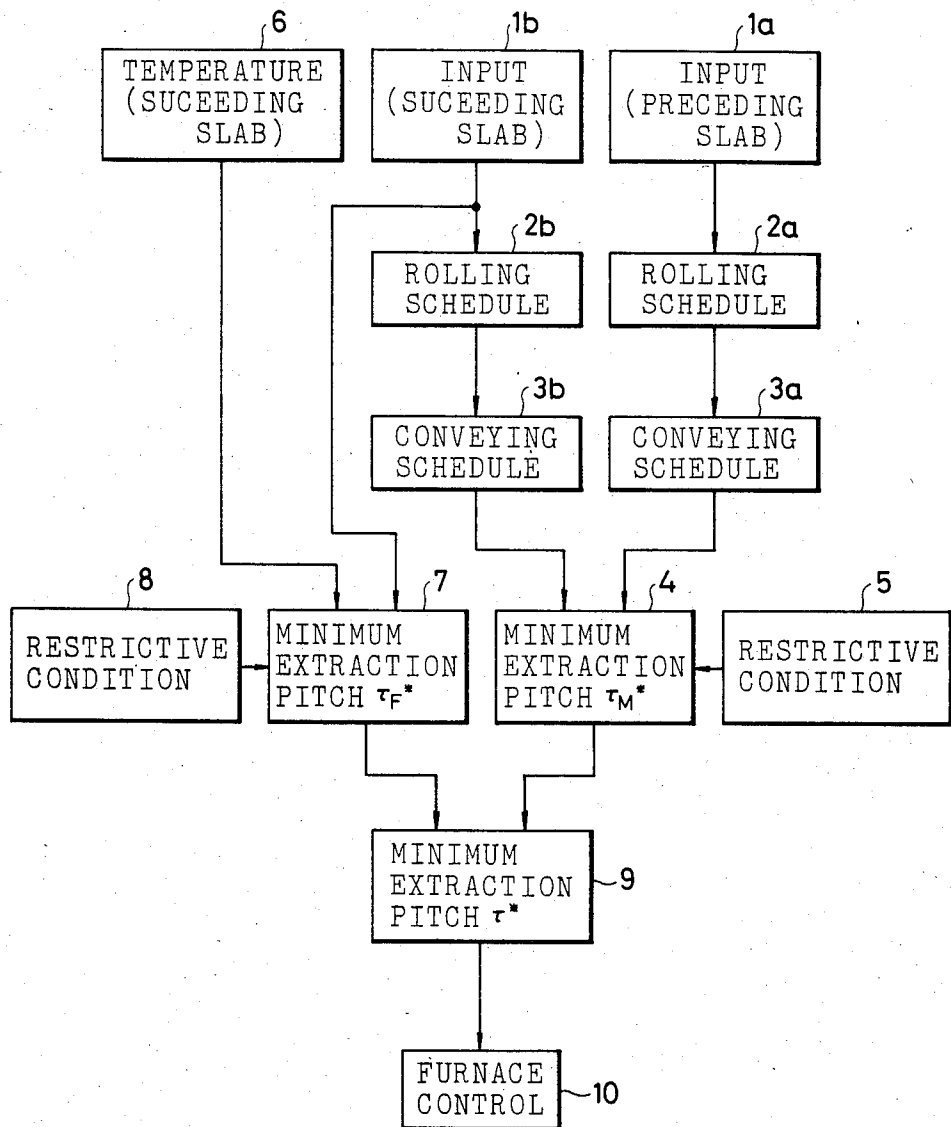 6
1b
1a
TEMPERATURE
(SUCEEDING
SLAB)
INPUT
(SUCEEDING
SLAB)
INPUT
(PRECEDING
SLAB)
2b
2a
ROLLING
SCHEDULE
ROLLING
SCHEDULE
3b
3a
CONVEYING
SCHEDULE
CONVEYING
SCHEDULE
8
7
4
5
RESTRICTIVE
CONDITION
MINIMUM
EXTRACTION
PITCH τF*
MINIMUM
EXTRACTION
PITCH τM*
RESTRICTIVE
CONDITION
MINIMUM
EXTRACTION
PITCH τ*
9
FURNACE
CONTROL
10